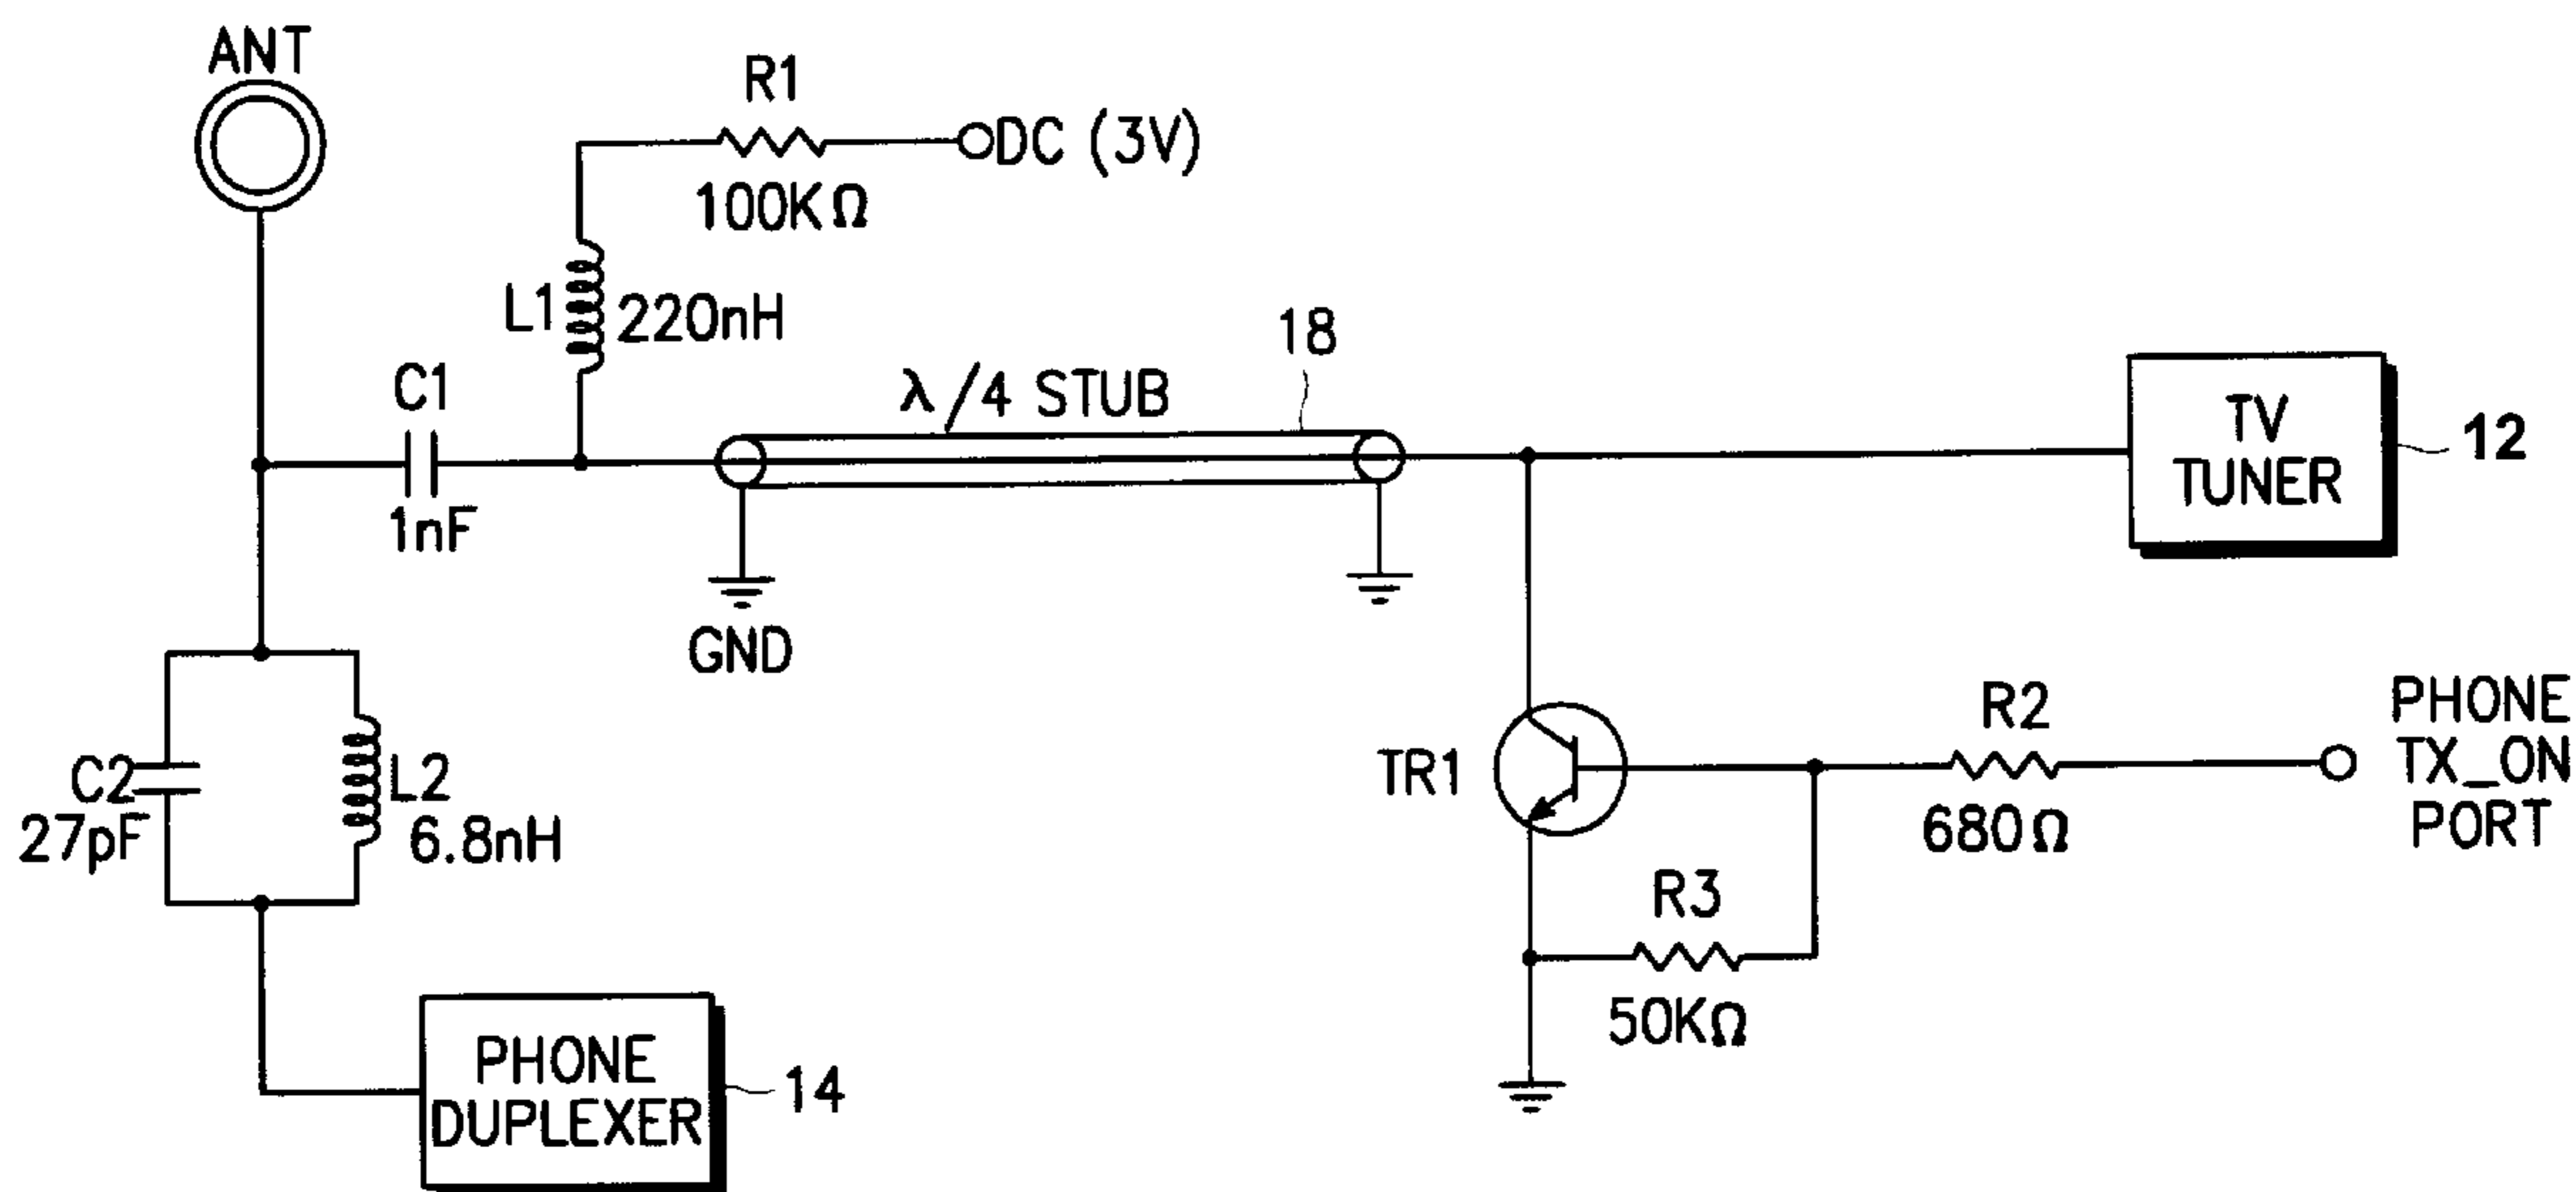 ANT
R1
DC (3V)
100KΩ
L1
220nH
C1
1nF
λ/4 STUB
18
GND
TV
TUNER
12
C2
27pF
L2
6.8nH
TR1
R2
680Ω
PHONE
TX_ON
PORT
R3
50KΩ
PHONE
DUPLEXER
14